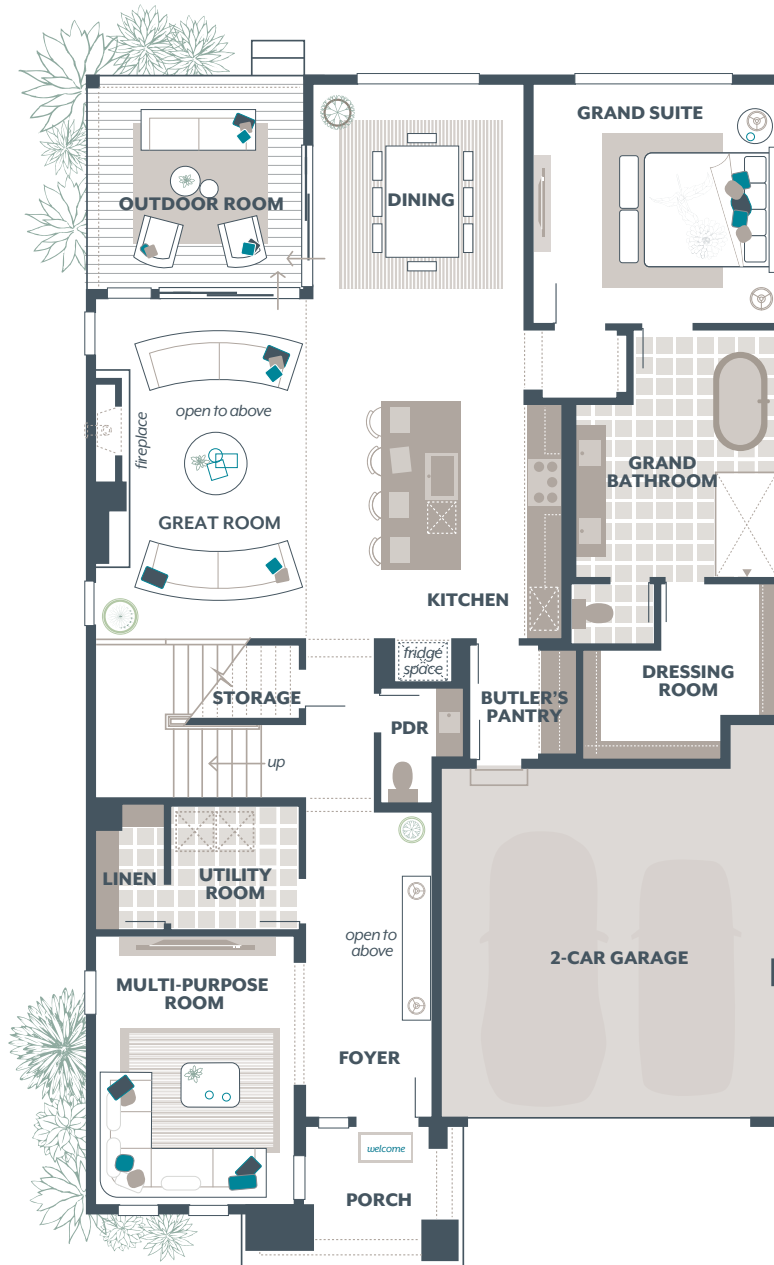 GRAND SUITE
OUTDOOR ROOM
DINING
open to above
fireplace
GREAT ROOM
GRAND
BATHROOM
KITCHEN
fridge
space
STORAGE
BUTLER'S
PANTRY
DRESSING
ROOM
PDR
up
LINEN
UTILITY
ROOM
open to
above
2-CAR GARAGE
MULTI-PURPOSE
ROOM
FOYER
welcome
PORCH